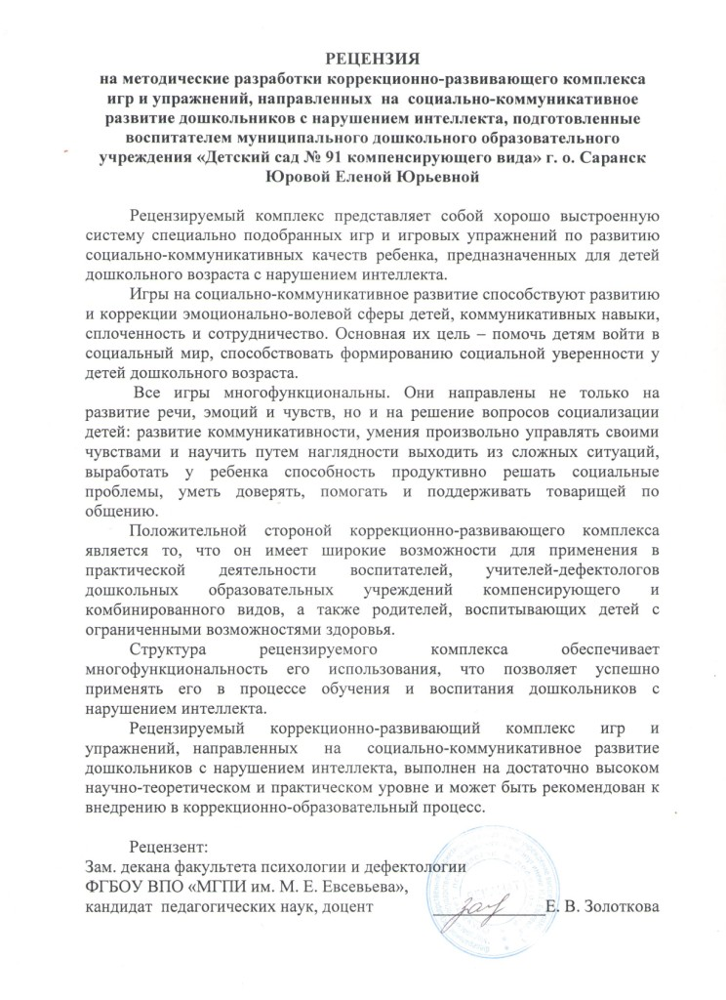 РЕЦЕНЗИЯ
на методические разработки коррекционно-развивающего комплекса
игр и упражнений, направленных на социально-коммуникативное
развитие дошкольников с нарушением интеллекта, подготовленные
воспитателем муниципального дошкольного образовательного
учреждения «Детский сад № 91 компенсирующего вида» г. о. Саранск
Юровой Еленой Юрьевной
Рецензируемый комплекс представляет собой хорошо выстроенную
систему специально подобранных игр и игровых упражнений по развитию
социально-коммуникативных качеств ребенка, предназначенных для детей
дошкольного возраста с нарушением интеллекта.
Игры на социально-коммуникативное развитие способствуют развитию
и коррекции эмоционально-волевой сферы детей, коммуникативных навыки,
сплоченность и сотрудничество. Основная их цель – помочь детям войти в
социальный мир, способствовать формированию социальной уверенности у
детей дошкольного возраста.
Все игры многофункциональны. Они направлены не только на
развитие речи, эмоций и чувств, но и на решение вопросов социализации
детей: развитие коммуникативности, умения произвольно управлять своими
чувствами и научить путем наглядности выходить из сложных ситуаций,
выработать у ребенка способность продуктивно решать социальные
проблемы, уметь доверять, помогать и поддерживать товарищей по
общению.
Положительной стороной коррекционно-развивающего комплекса
является то, что он имеет широкие возможности для применения в
практической деятельности воспитателей, учителей-дефектологов
дошкольных образовательных учреждений компенсирующего и
комбинированного видов, а также родителей, воспитывающих детей с
ограниченными возможностями здоровья.
Структура рецензируемого комплекса обеспечивает
многофункциональность его использования, что позволяет успешно
применять его в процессе обучения и воспитания дошкольников с
нарушением интеллекта.
Рецензируемый коррекционно-развивающий комплекс игр и
упражнений, направленных на социально-коммуникативное развитие
дошкольников с нарушением интеллекта, выполнен на достаточно высоком
научно-теоретическом и практическом уровне и может быть рекомендован к
внедрению в коррекционно-образовательный процесс.
Рецензент:
Зам. декана факультета психологии и дефектологии
ФГБОУ ВПО «МГПИ им. М. Е. Евсевьева»,
кандидат педагогических наук, доцент Е. В. Золоткова